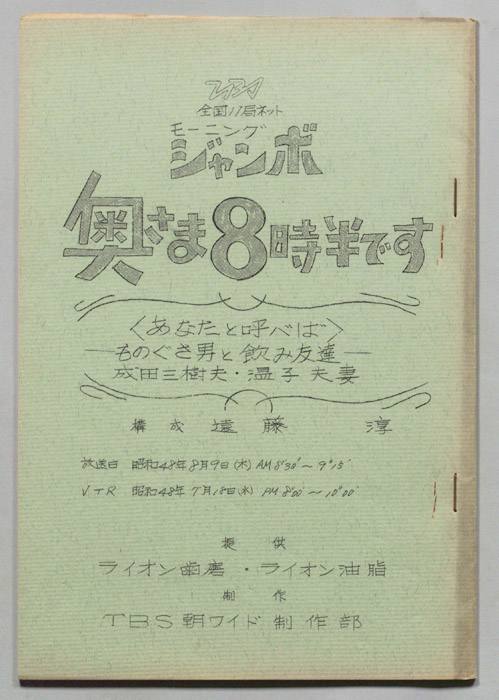 TBS
全国11局ネット
モーニング
ジャンボ
奥さま8時半です
〈あなたと呼べば〉
—ものぐさ男と飲み友達—
成田三樹夫・温子夫妻
構成 遠藤 淳
放送日 昭和48年8月9日(木) AM8°30′〜9°15′
VTR 昭和48年7月18日(水) PM8°00′〜10°00′
提供
ライオン歯磨・ライオン油脂
制作
TBS朝ワイド制作部